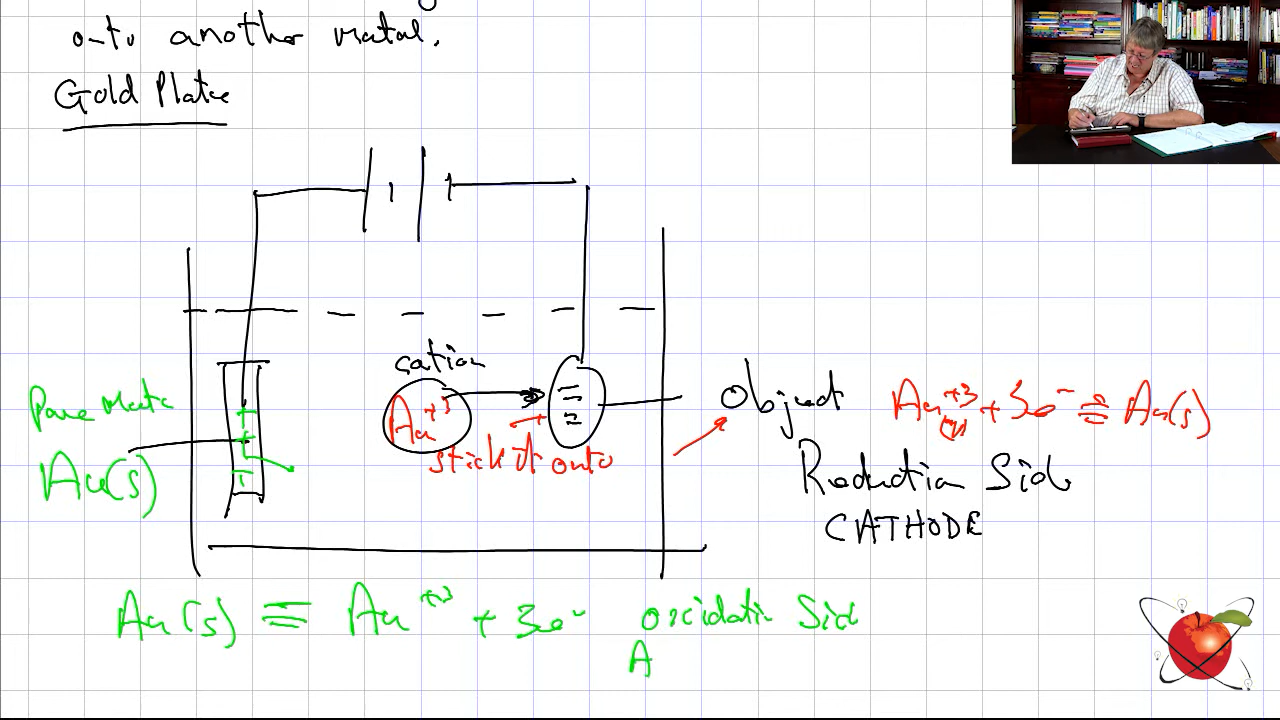 onto another metal.
Gold Plate
cation
Au+3
stick it onto
Pure Metal
Au(s)
Object
Au+3 + 3e- ⇌ Au(s)
Reduction Side
CATHODE
Au(s) ⇌ Au+3 + 3e- oxidatin Side
A